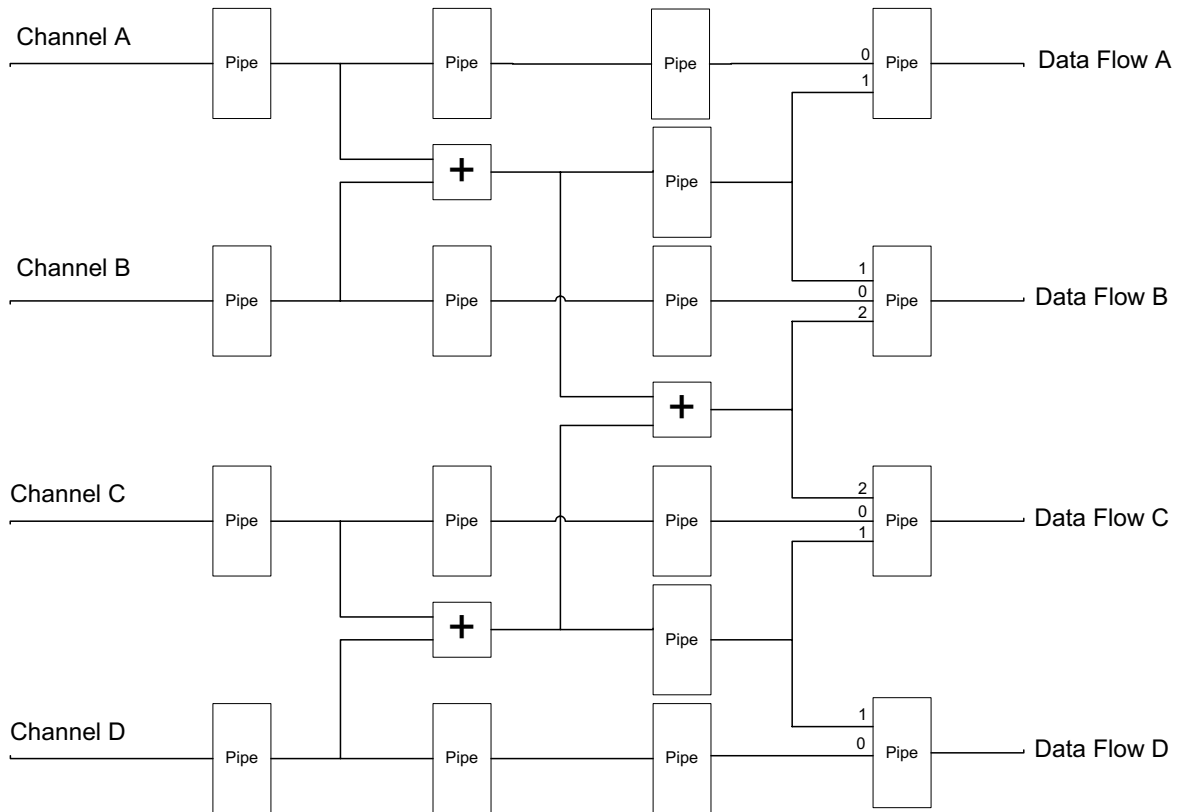 Channel A
Pipe
Pipe
Pipe
0
1
Pipe
Data Flow A
+
Pipe
Channel B
Pipe
Pipe
Pipe
1
0
2
Pipe
Data Flow B
+
Channel C
Pipe
Pipe
Pipe
2
0
1
Pipe
Data Flow C
+
Pipe
Channel D
Pipe
Pipe
Pipe
1
0
Pipe
Data Flow D